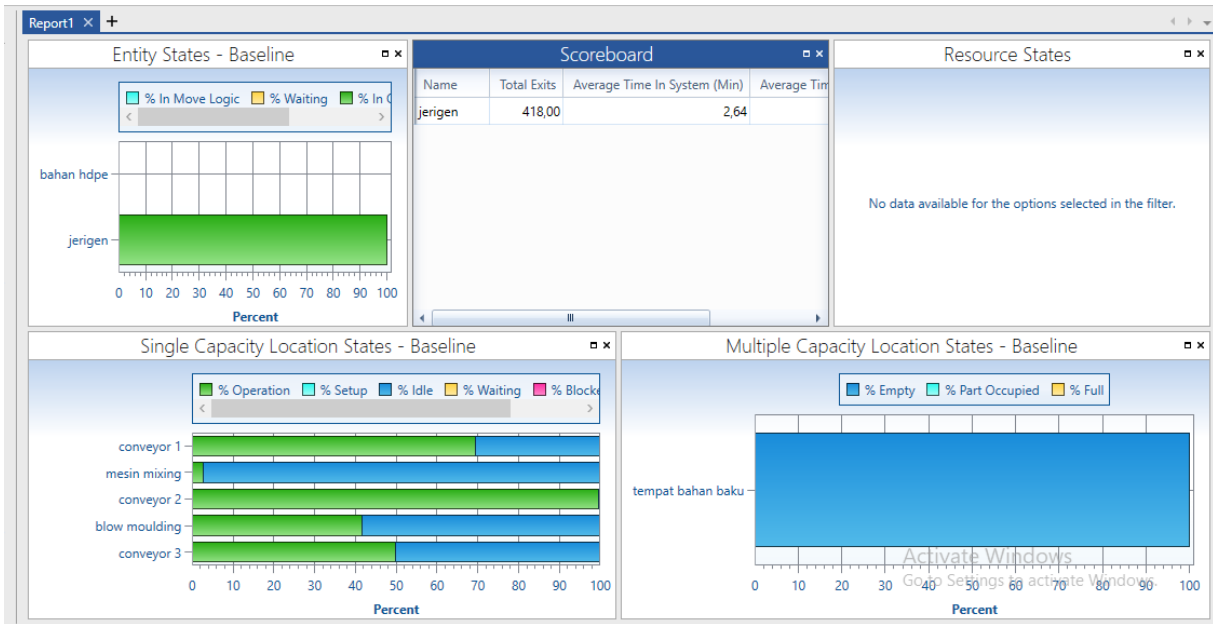 Report1
Entity States - Baseline
% In Move Logic % Waiting % In
bahan hdpe
jerigen
0 10 20 30 40 50 60 70 80 90 100
Percent
Scoreboard
Name Total Exits Average Time In System (Min) Average Tim
jerigen 418,00 2,64
Resource States
No data available for the options selected in the filter.
Single Capacity Location States - Baseline
% Operation % Setup % Idle % Waiting % Blocke
conveyor 1
mesin mixing
conveyor 2
blow moulding
conveyor 3
0 10 20 30 40 50 60 70 80 90 100
Percent
Multiple Capacity Location States - Baseline
% Empty % Part Occupied % Full
tempat bahan baku
0 10 20 30 40 50 60 70 80 90 100
Percent
Activate Windows
Go to Settings to activate Windows.